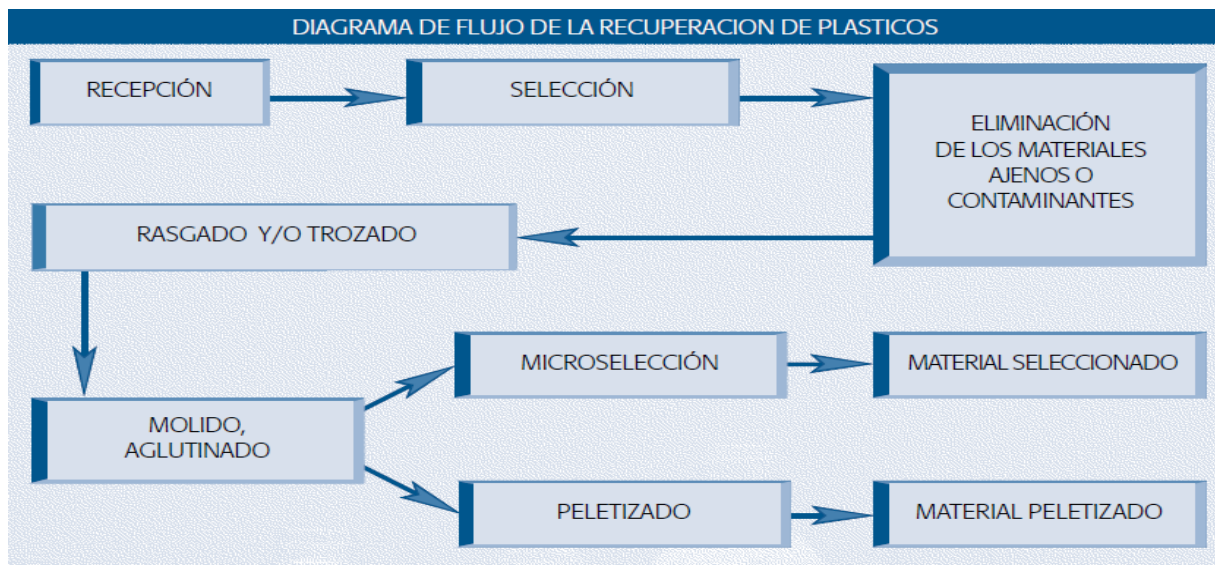 DIAGRAMA DE FLUJO DE LA RECUPERACION DE PLASTICOS
RECEPCIÓN
SELECCIÓN
ELIMINACIÓN
DE LOS MATERIALES
AJENOS O
CONTAMINANTES
RASGADO Y/O TROZADO
MOLIDO,
AGLUTINADO
MICROSELECCIÓN
MATERIAL SELECCIONADO
PELETIZADO
MATERIAL PELETIZADO